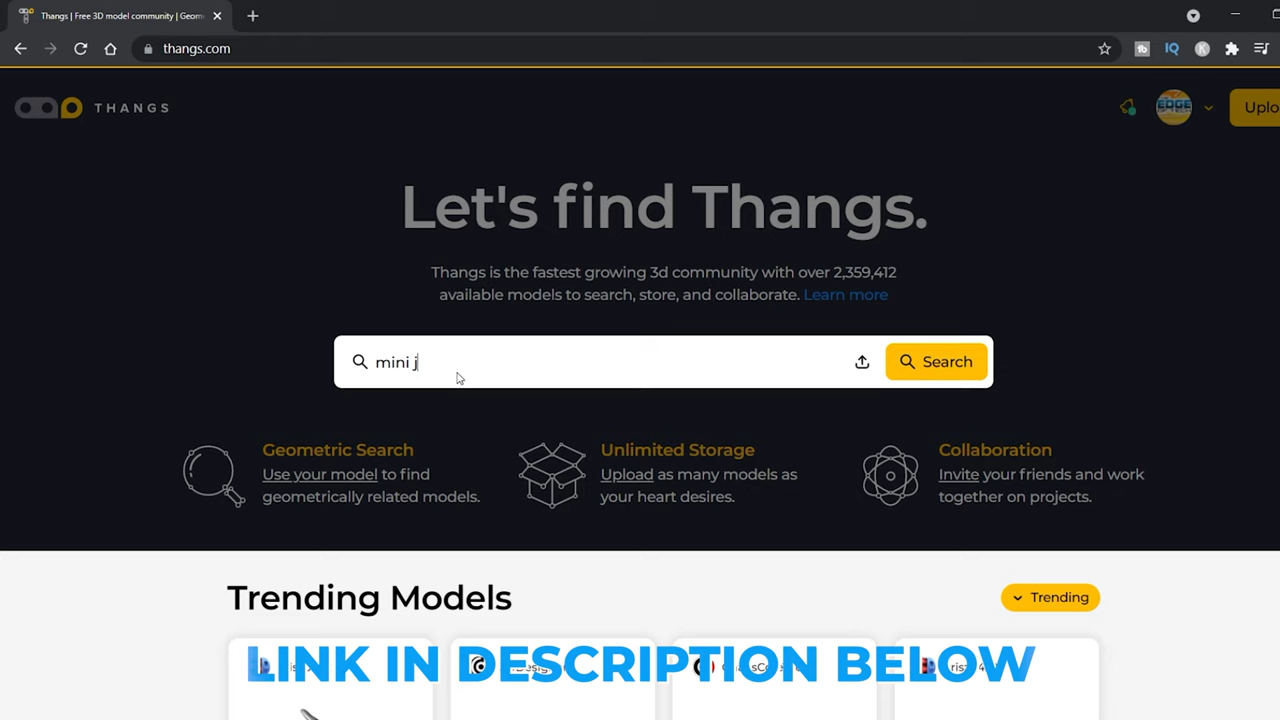 Thangs | Free 3D model community | Geom
thangs.com
THANGS
EDGE
Uplo
Let's find Thangs.
Thangs is the fastest growing 3d community with over 2,359,412
available models to search, store, and collaborate. Learn more
mini j
Search
Geometric Search
Use your model to find
geometrically related models.
Unlimited Storage
Upload as many models as
your heart desires.
Collaboration
Invite your friends and work
together on projects.
Trending Models
Trending
LINK IN DESCRIPTION BELOW